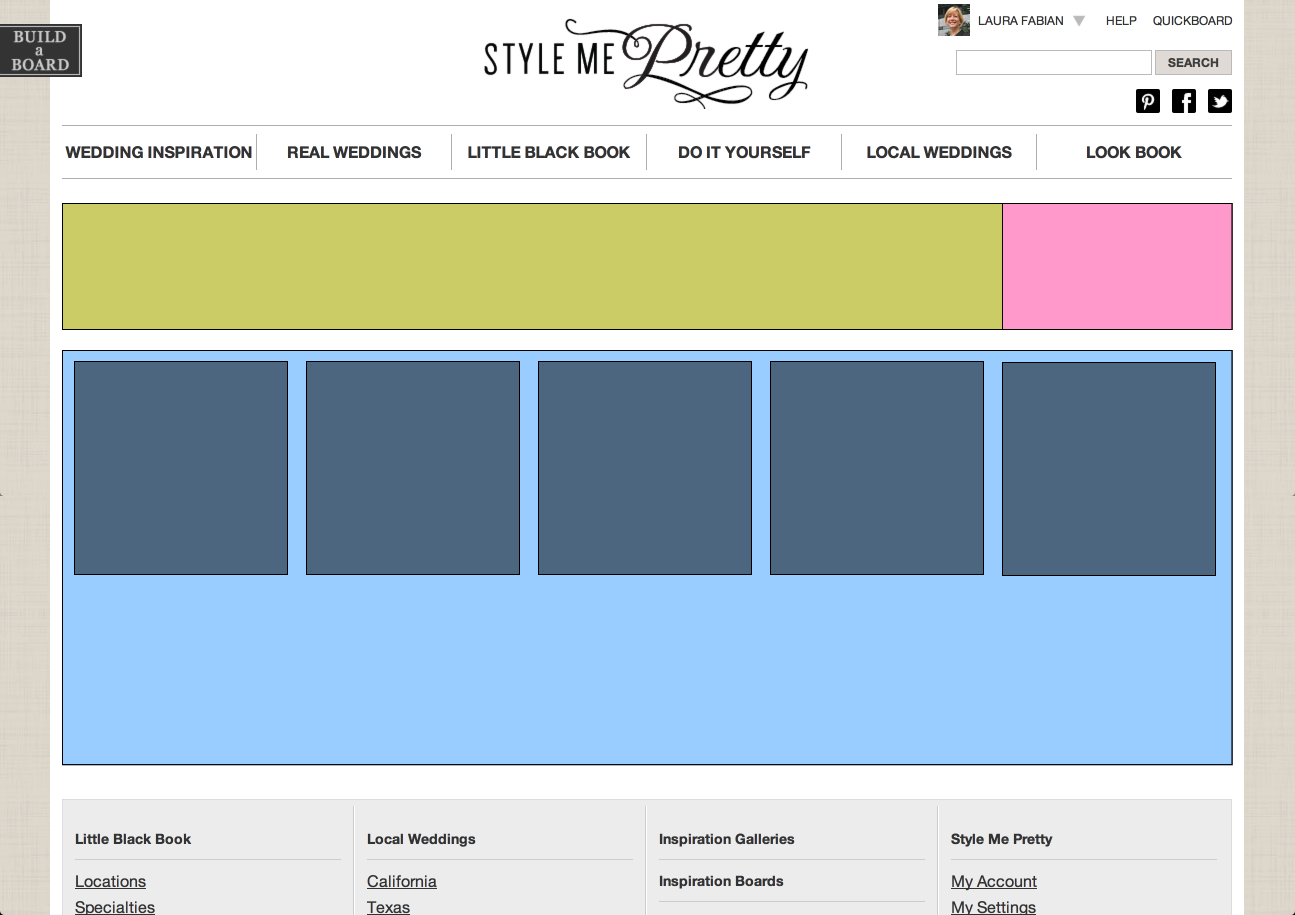 BUILD
a
BOARD
STYLE ME Pretty
LAURA FABIAN HELP QUICKBOARD
SEARCH
WEDDING INSPIRATION REAL WEDDINGS LITTLE BLACK BOOK DO IT YOURSELF LOCAL WEDDINGS LOOK BOOK
Little Black Book Local Weddings Inspiration Galleries Style Me Pretty
Locations California Inspiration Boards My Account
Specialties Texas My Settings